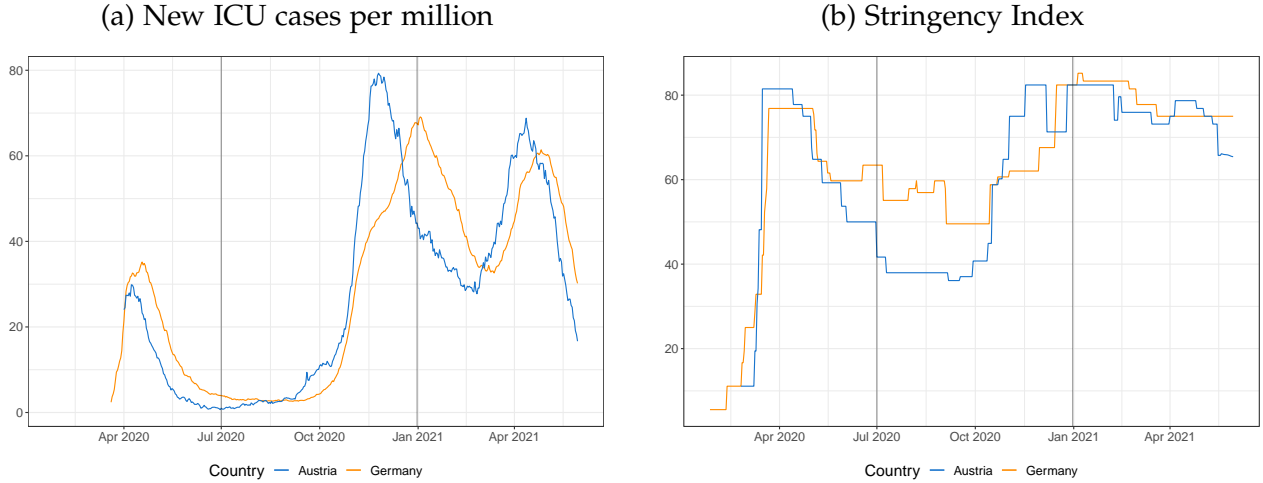 (a) New ICU cases per million
80
60
40
20
0
Apr 2020 Jul 2020 Oct 2020 Jan 2021 Apr 2021
Country Austria Germany
(b) Stringency Index
80
60
40
20
Apr 2020 Jul 2020 Oct 2020 Jan 2021 Apr 2021
Country Austria Germany